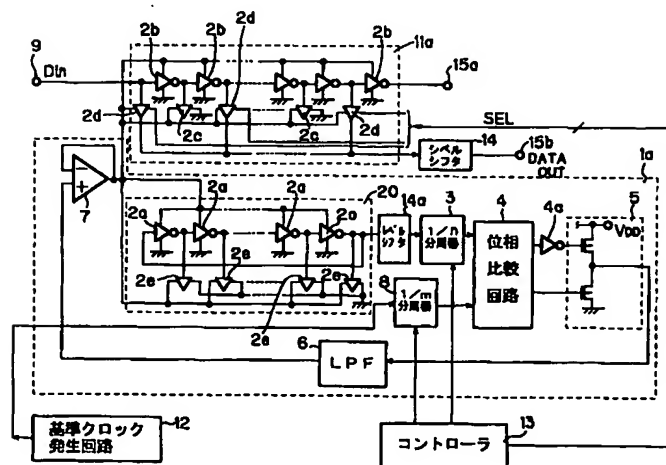 2d
2b
2b
2b
11a
9
Din
15a
2d
2c
2c
2d
SEL
14
レベル
シフタ
15b
DATA
OUT
1a
7
20
2a
2a
2a
2a
14a
レベル
シフタ
3
1/n
分周器
4
位相
比較
回路
4a
5
VDD
8
1/m
分周器
2e
2e
2e
2e
6
LPF
基準クロック
発生回路
12
コントローラ
13